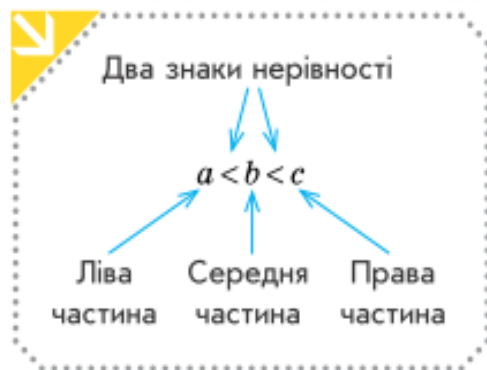 Два знаки нерівності
a < b < c
Ліва Середня Права
частина частина частина